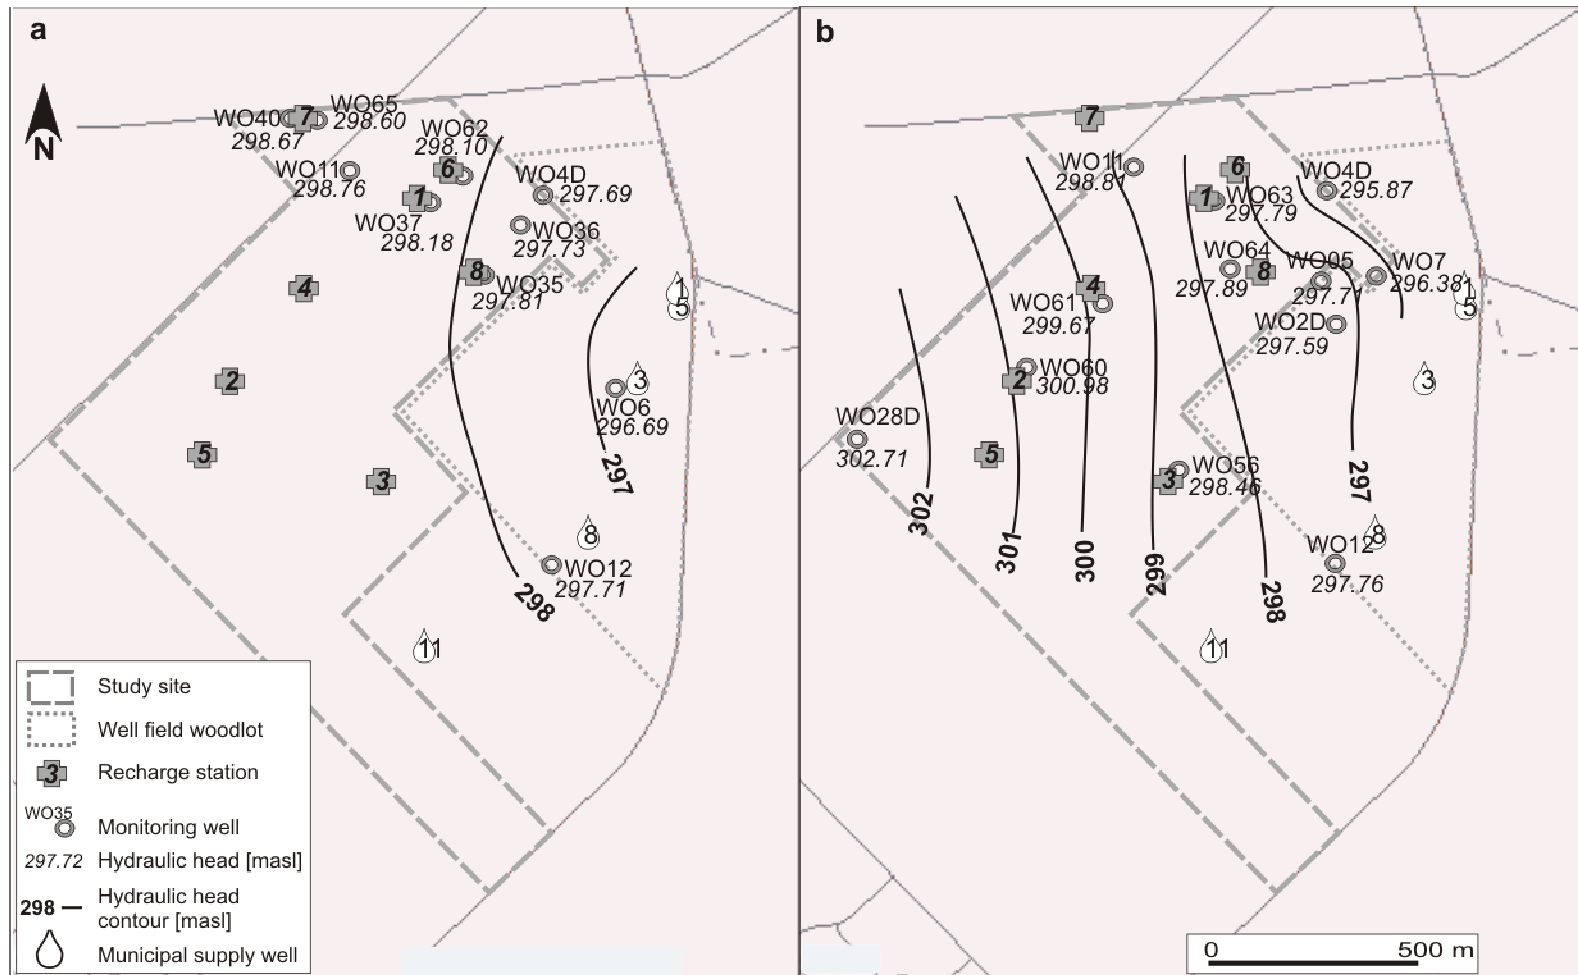 a
N
WO40
298.67
7
WO65
298.60
WO62
298.10
WO11
298.76
6
1
WO37
298.18
WO4D
297.69
WO36
297.73
8
WO35
297.81
4
1
5
2
3
WO6
296.69
5
3
297
8
WO12
297.71
298
11
Study site
Well field woodlot
3
Recharge station
WO35
Monitoring well
297.72
Hydraulic head [masl]
298
Hydraulic head
contour [masl]
Municipal supply well
b
7
WO11
298.81
6
WO4D
295.87
1
WO63
297.79
WO64
297.89
8
WO05
297.71
WO7
296.38
1
5
4
WO61
299.67
WO2D
297.59
2
WO60
300.98
3
WO28D
302.71
5
3
WO56
298.46
302
301
300
299
298
297
8
WO12
297.76
11
0 500 m